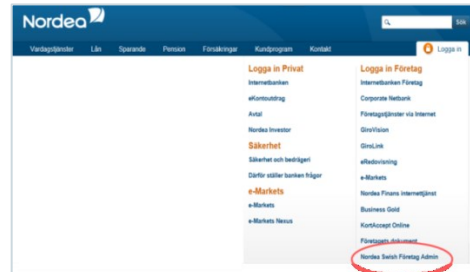 Nordea
Sök
Vardagstjänster Lån Sparande Pension Försäkringar Kundprogram Kontakt Logga in
Logga in Privat
Internetbanken
eKontoutdrag
Avtal
Nordea Investor
Säkerhet
Säkerhet och bedrägeri
Därför ställer banken frågor
e-Markets
e-Markets
e-Markets Nexus
Logga in Företag
Internetbanken Företag
Corporate Netbank
Företagstjänster via Internet
GiroVision
GiroLink
eRedovisning
e-Markets
Nordea Finans internettjänst
Business Gold
KortAccept Online
Företagets dokument
Nordea Swish Företag Admin